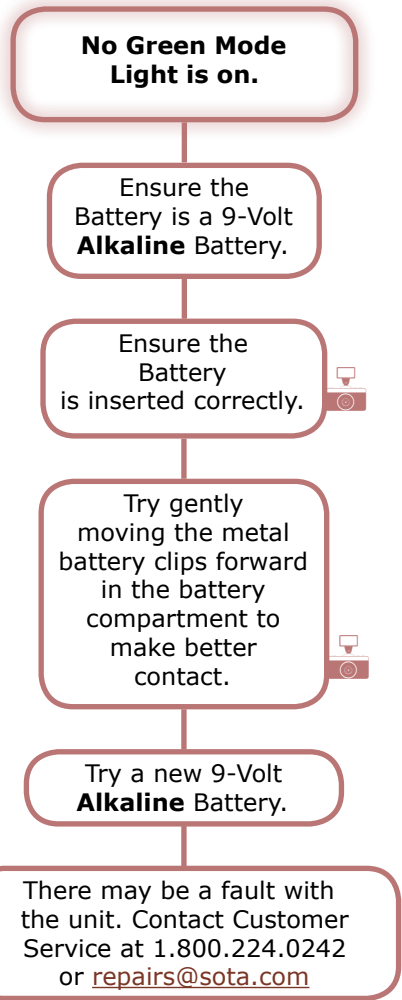 No Green Mode
Light is on.
Ensure the
Battery is a 9-Volt
Alkaline Battery.
Ensure the
Battery
is inserted correctly.
Try gently
moving the metal
battery clips forward
in the battery
compartment to
make better
contact.
Try a new 9-Volt
Alkaline Battery.
There may be a fault with
the unit. Contact Customer
Service at 1.800.224.0242
or repairs@sota.com